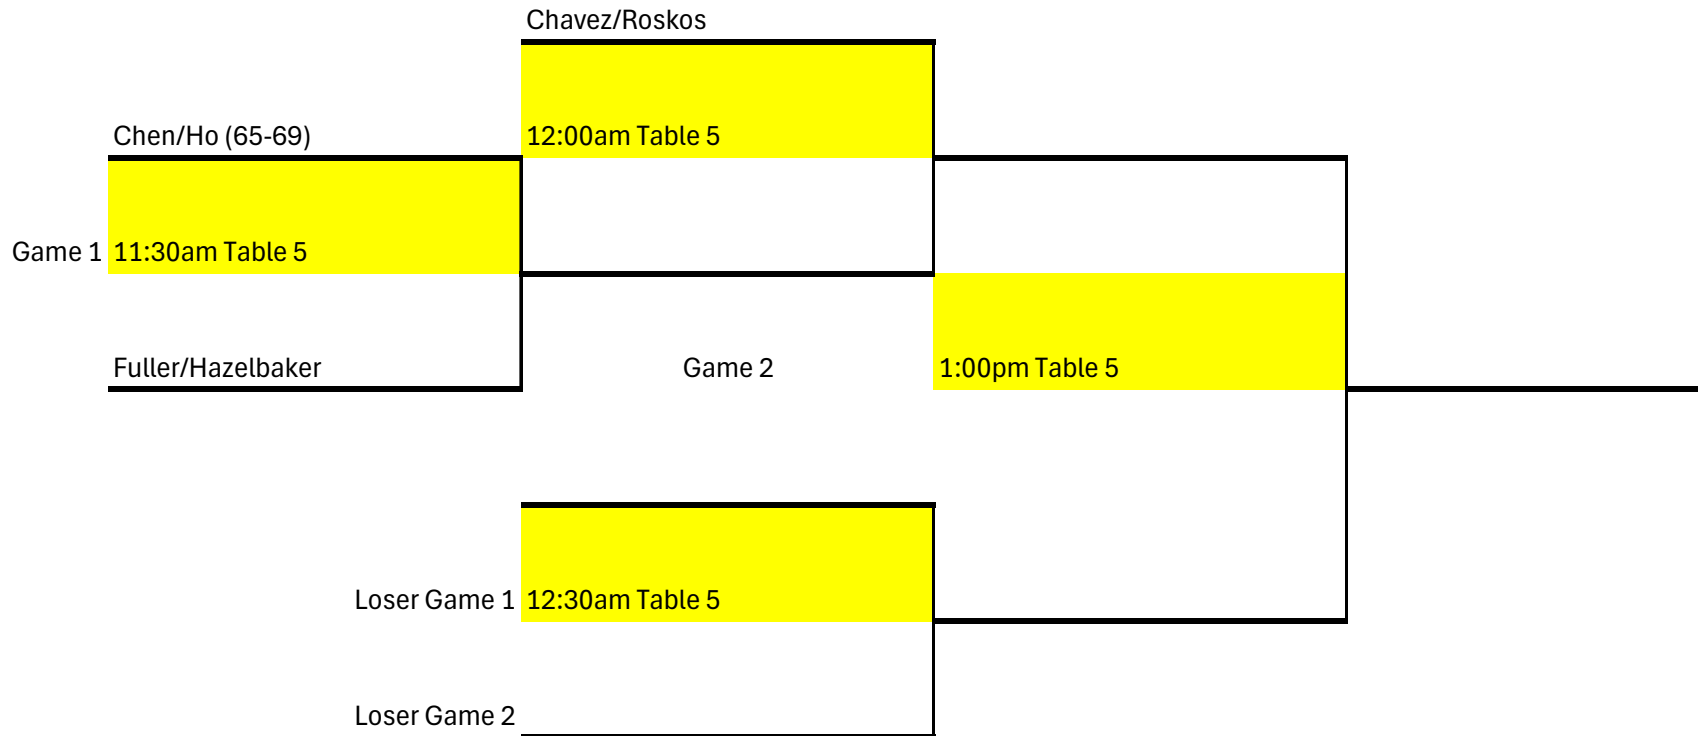 Chavez/Roskos
Chen/Ho (65-69)
12:00am Table 5
Game 1
11:30am Table 5
Fuller/Hazelbaker
Game 2
1:00pm Table 5
Loser Game 1
12:30am Table 5
Loser Game 2